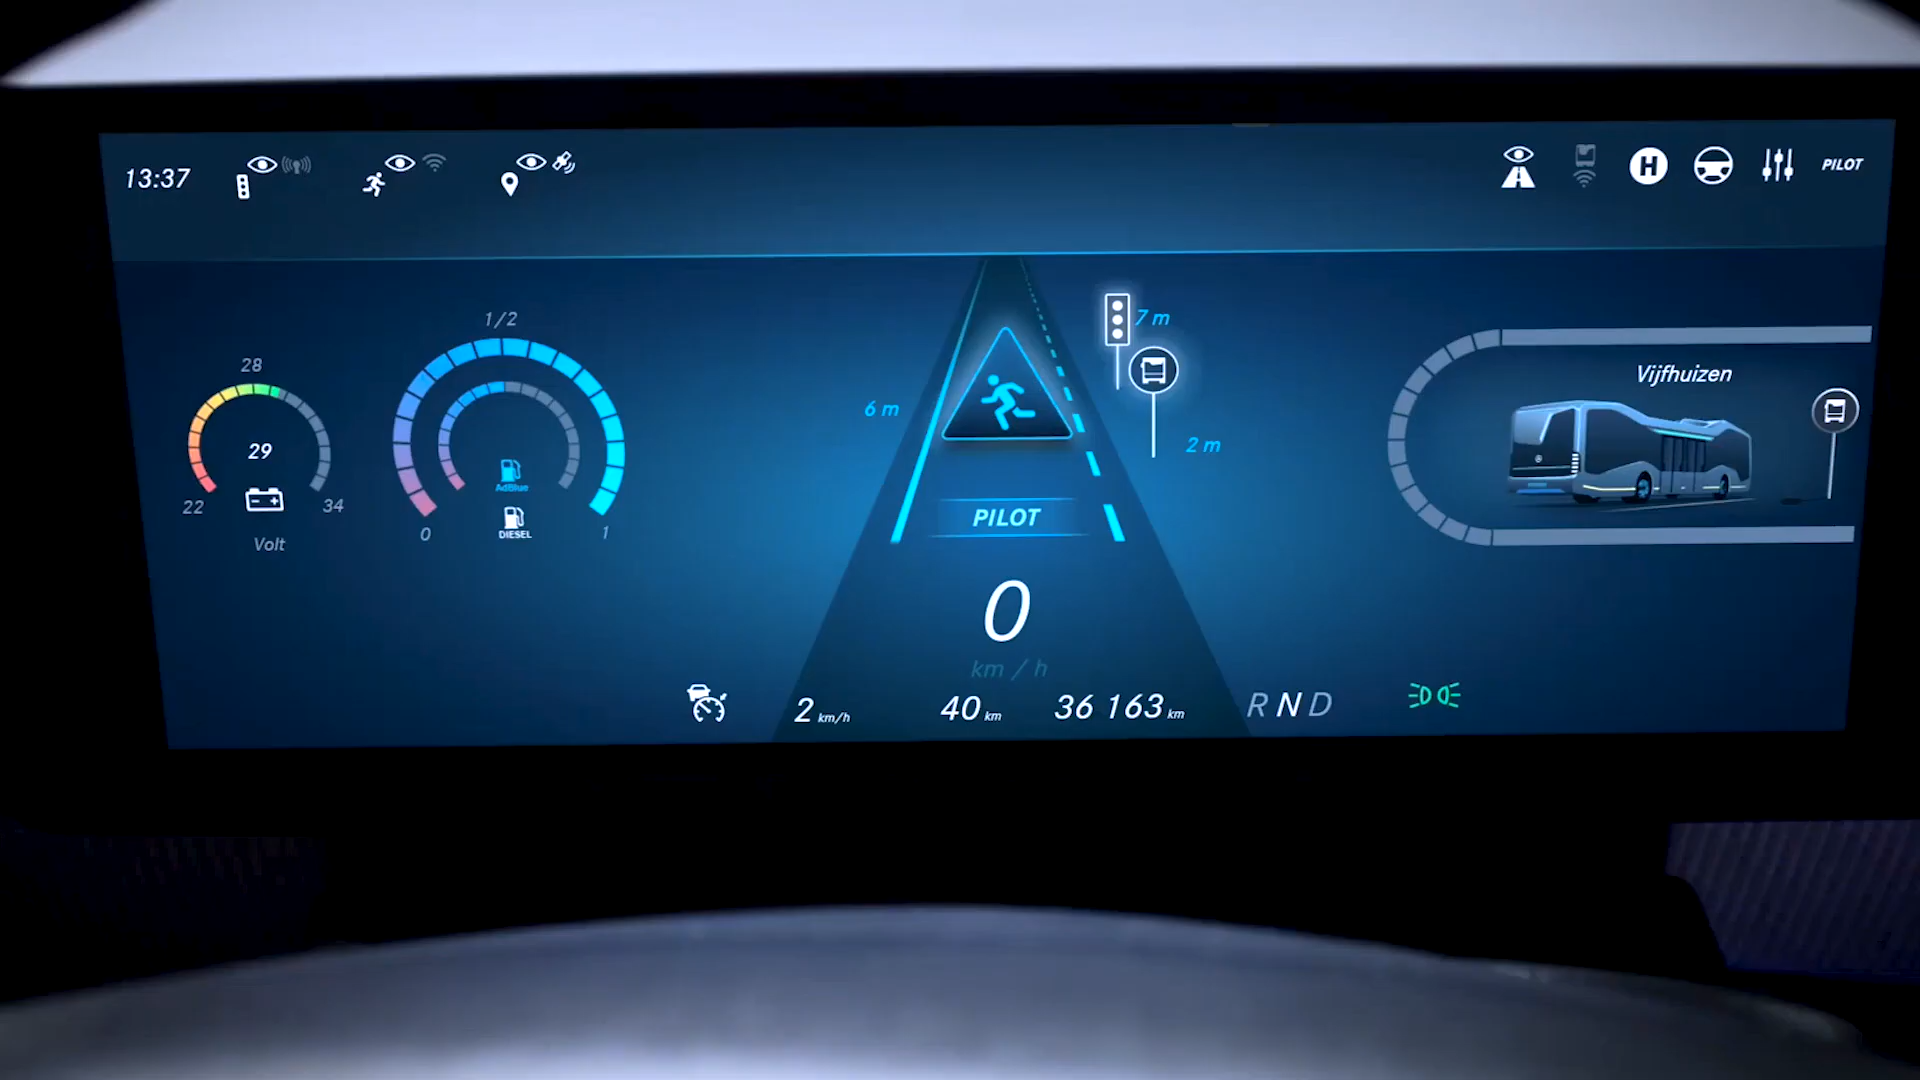 13:37
H
PILOT
28
29
22
34
Volt
1/2
AdBlue
DIESEL
0
1
7 m
6 m
2 m
PILOT
0
km / h
Vijfhuizen
2 km/h
40 km
36 163 km
R N D